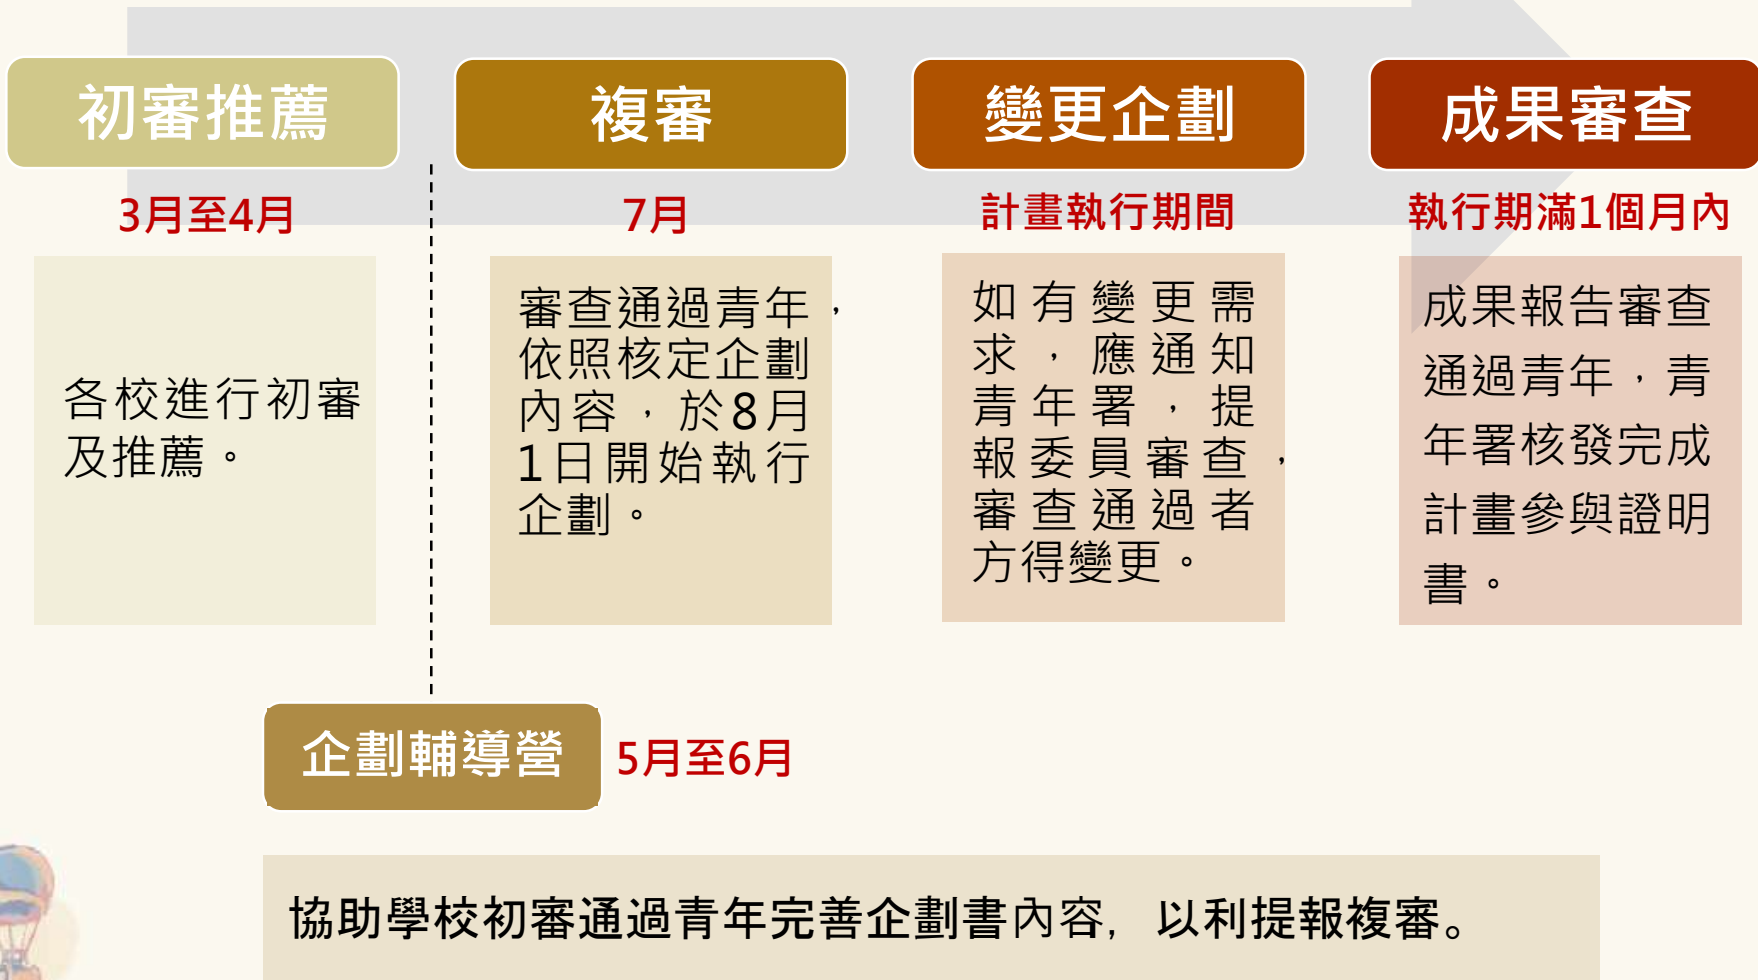 初審推薦
3月至4月
各校進行初審
及推薦。
複審
7月
審查通過青年，
依照核定企劃
內容，於8月
1日開始執行
企劃。
變更企劃
計畫執行期間
如有變更需
求，應通知
青年署，提
報委員審查，
審查通過者
方得變更。
成果審查
執行期滿1個月內
成果報告審查
通過青年，青
年署核發完成
計畫參與證明
書。
企劃輔導營
5月至6月
協助學校初審通過青年完善企劃書內容，以利提報複審。